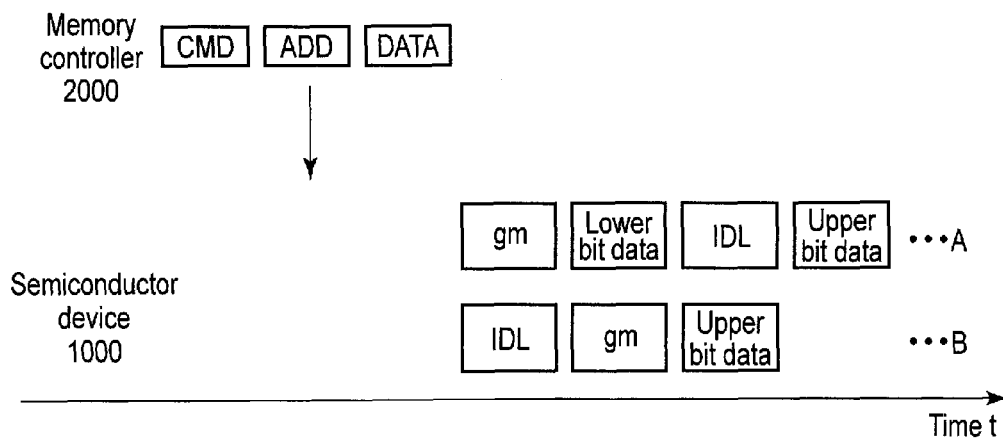 Memory
controller
2000
CMD ADD DATA
gm
Lower
bit data
IDL
Upper
bit data
•••A
Semiconductor
device
1000
IDL
gm
Upper
bit data
•••B
Time t